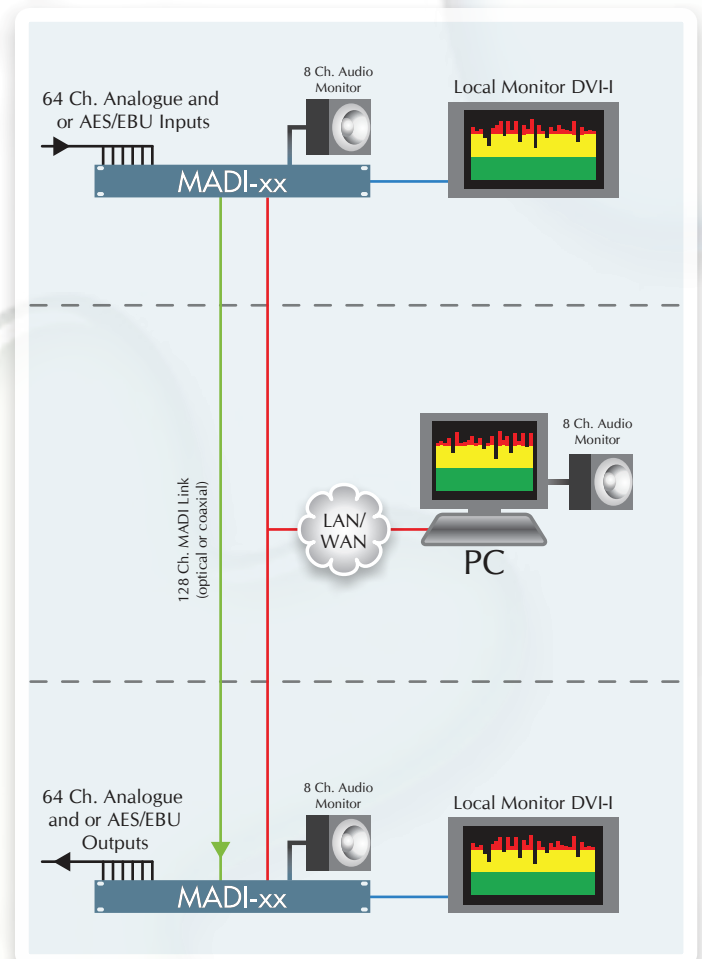 8 Ch. Audio
Monitor
64 Ch. Analogue and
or AES/EBU Inputs
Local Monitor DVI-I
MADI-xx
8 Ch. Audio
Monitor
128 Ch. MADI Link
(optical or coaxial)
LAN/
WAN
PC
8 Ch. Audio
Monitor
64 Ch. Analogue
and or AES/EBU
Outputs
Local Monitor DVI-I
MADI-xx